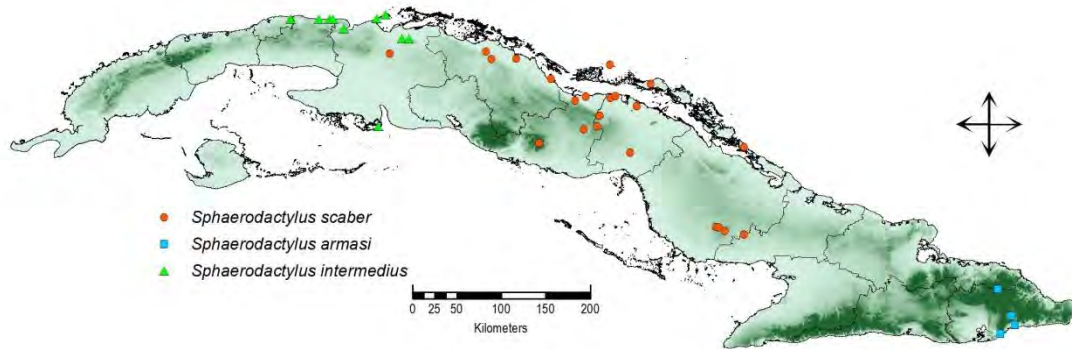 Sphaerodactylus scaber
Sphaerodactylus armasi
Sphaerodactylus intermedius
0 25 50 100 150 200
Kilometers